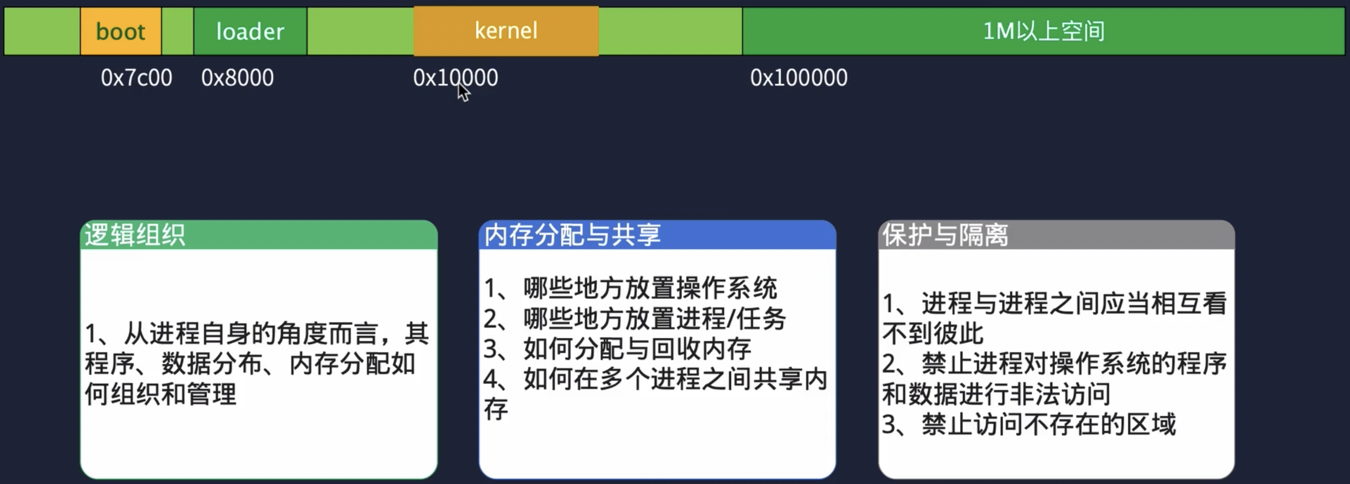 boot
loader
kernel
1M以上空间
0x7c00
0x8000
0x10000
0x100000
逻辑组织
1、从进程自身的角度而言，其
程序、数据分布、内存分配如
何组织和管理
内存分配与共享
1、哪些地方放置操作系统
2、哪些地方放置进程/任务
3、如何分配与回收内存
4、如何在多个进程之间共享内
存
保护与隔离
1、进程与进程之间应当相互看
不到彼此
2、禁止进程对操作系统的程序
和数据进行非法访问
3、禁止访问不存在的区域